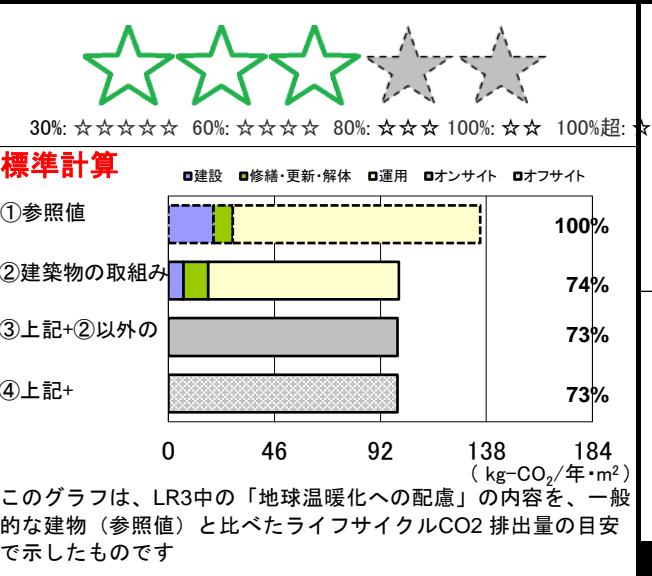 30%: ☆☆☆☆☆ 60%: ☆☆☆☆ 80%: ☆☆☆ 100%: ☆☆ 100%超: ☆
標準計算
建設 修繕・更新・解体 運用 オンサイト オフサイト
①参照値 100%
②建築物の取組み 74%
③上記+②以外の 73%
④上記+ 73%
0 46 92 138 184
( kg-CO₂/年・m² )
このグラフは、LR3中の「地球温暖化への配慮」の内容を、一般
的な建物（参照値）と比べたライフサイクルCO2 排出量の目安
で示したものです